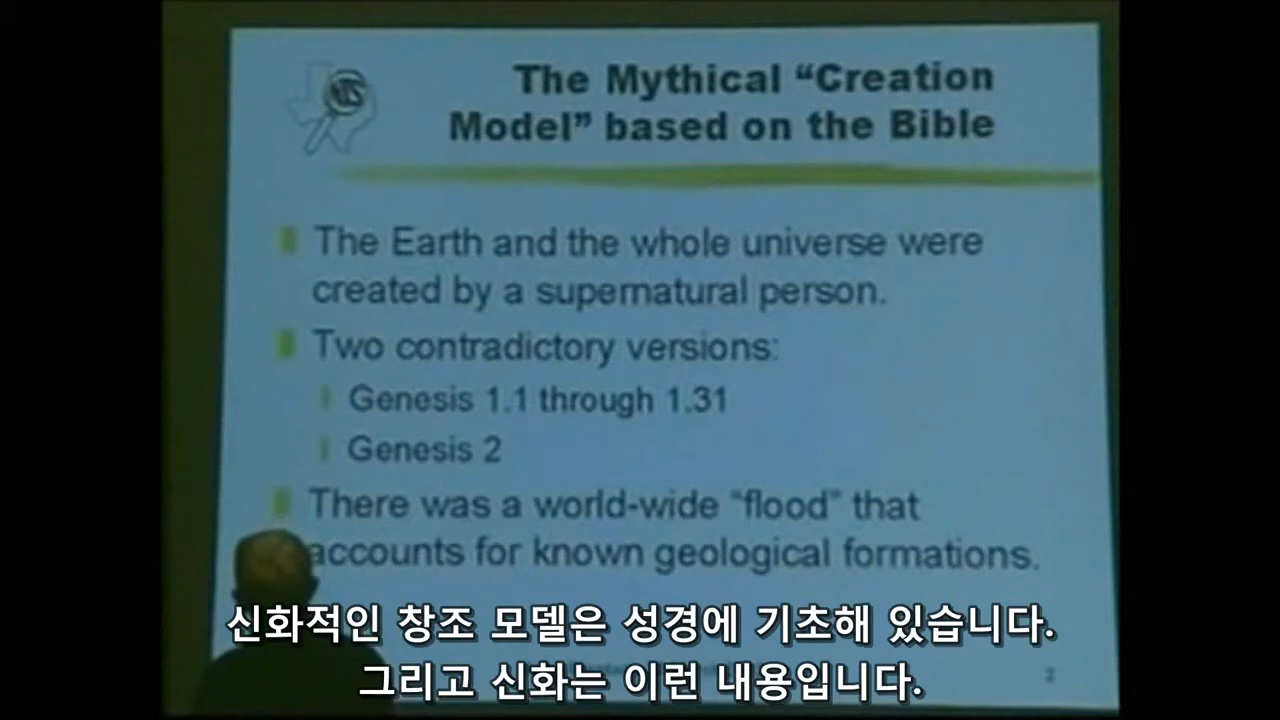 The Mythical “Creation
Model” based on the Bible
The Earth and the whole universe were
created by a supernatural person.
Two contradictory versions:
Genesis 1.1 through 1.31
Genesis 2
There was a world-wide “flood” that
accounts for known geological formations.
신화적인 창조 모델은 성경에 기초해 있습니다.
그리고 신화는 이런 내용입니다.
2